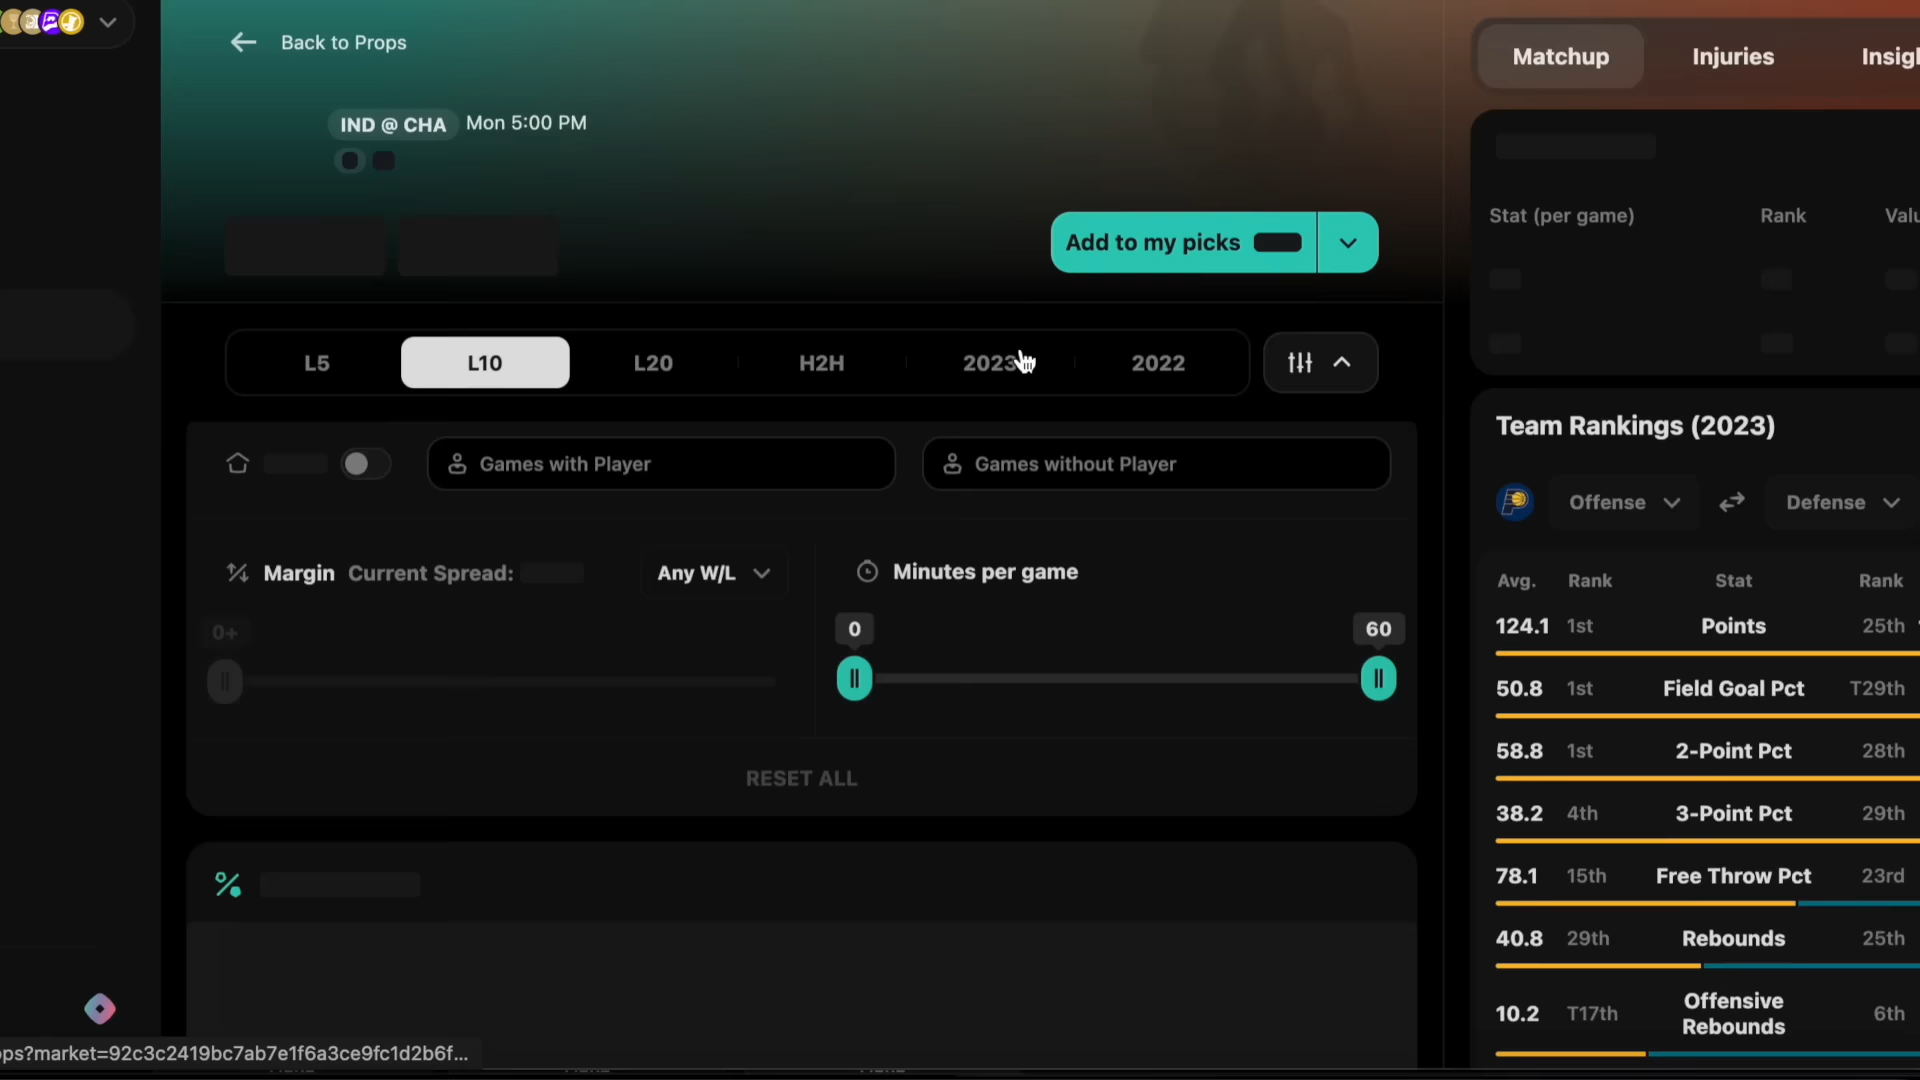 Back to Props
IND @ CHA Mon 5:00 PM
Add to my picks
L5 L10 L20 H2H 2023 2022
Games with Player
Games without Player
Margin Current Spread: Any W/L
0+
Minutes per game
0 60
RESET ALL
ps?market=92c3c2419bc7ab7e1f6a3ce9fc1d2b6f...
Matchup Injuries
Stat (per game) Rank
Team Rankings (2023)
Offense Defense
Avg. Rank Stat Rank
124.1 1st Points 25th
50.8 1st Field Goal Pct T29th
58.8 1st 2-Point Pct 28th
38.2 4th 3-Point Pct 29th
78.1 15th Free Throw Pct 23rd
40.8 29th Rebounds 25th
10.2 T17th Offensive Rebounds 6th